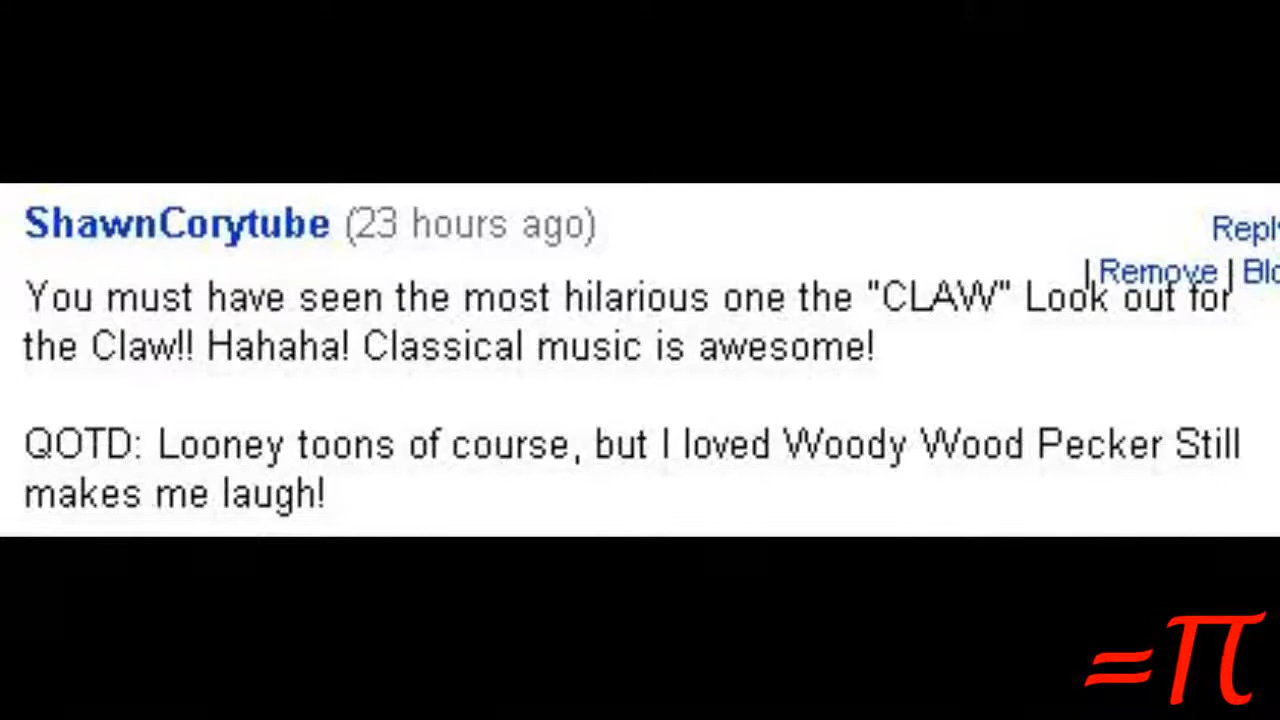 ShawnCorytube (23 hours ago)
Reply
| Remove | Blo
You must have seen the most hilarious one the "CLAW" Look out for
the Claw!! Hahaha! Classical music is awesome!
QOTD: Looney toons of course, but I loved Woody Wood Pecker Still
makes me laugh!
=π